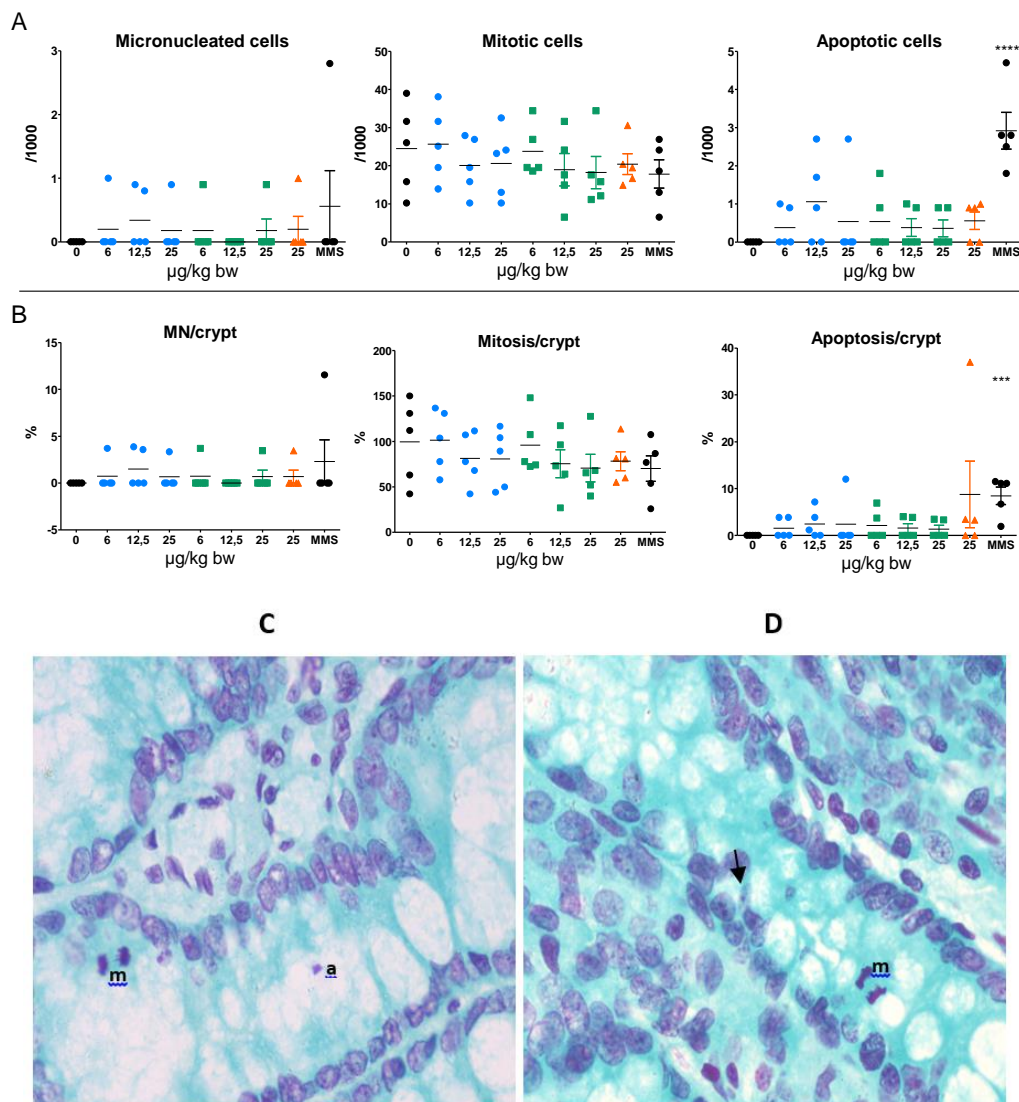 A
Micronucleated cells
Mitotic cells
Apoptotic cells
/1000
3
2
1
0
0 6 12,5 25 6 12,5 25 25 MMS
µg/kg bw
/1000
50
40
30
20
10
0
0 6 12,5 25 6 12,5 25 25 MMS
µg/kg bw
/1000
5
4
3
2
1
0
****
0 6 12,5 25 6 12,5 25 25 MMS
µg/kg bw
B
MN/crypt
Mitosis/crypt
Apoptosis/crypt
%
15
10
5
0
-5
0 6 12,5 25 6 12,5 25 25 MMS
µg/kg bw
%
200
150
100
50
0
0 6 12,5 25 6 12,5 25 25 MMS
µg/kg bw
%
40
30
20
10
0
***
0 6 12,5 25 6 12,5 25 25 MMS
µg/kg bw
C
D
m
a
m